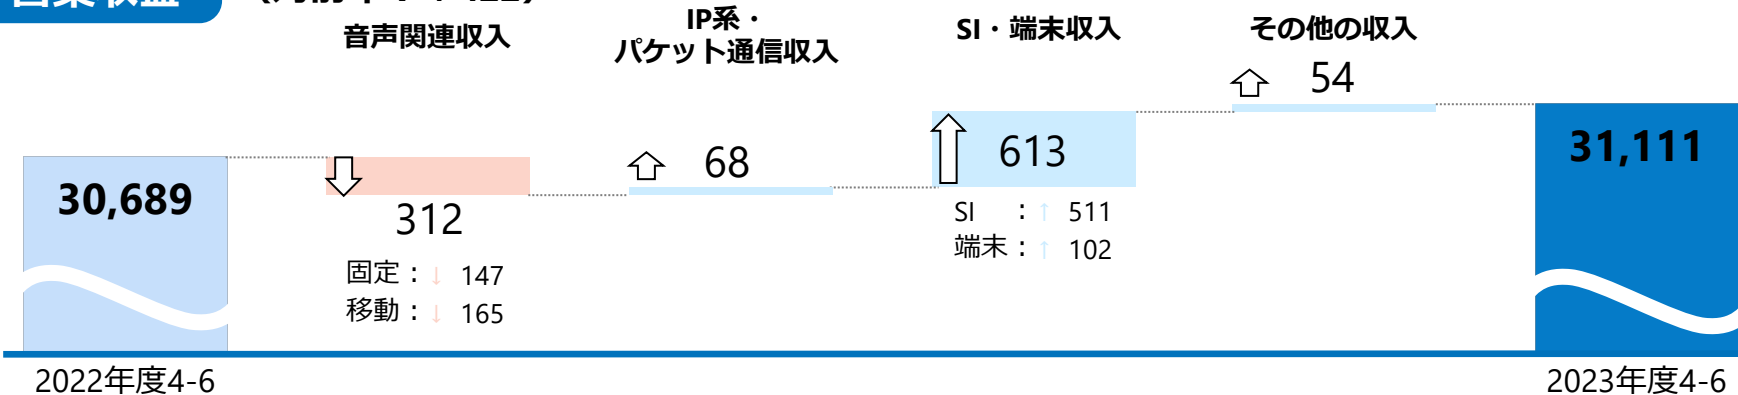 音声関連収入
IP系・
パケット通信収入
SI・端末収入
その他の収入
54
30,689
312
68
613
31,111
固定：↓ 147
移動：↓ 165
SI ：↑ 511
端末：↑ 102
2022年度4-6
2023年度4-6